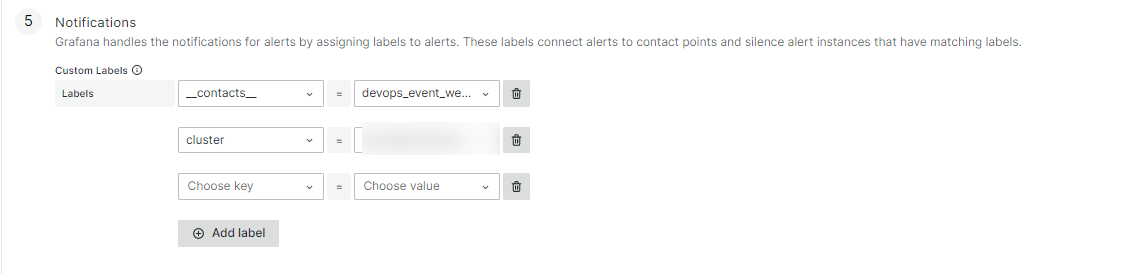 5 Notifications
Grafana handles the notifications for alerts by assigning labels to alerts. These labels connect alerts to contact points and silence alert instances that have matching labels.
Custom Labels
Labels __contacts__ = devops_event_we...
cluster =
Choose key = Choose value
Add label